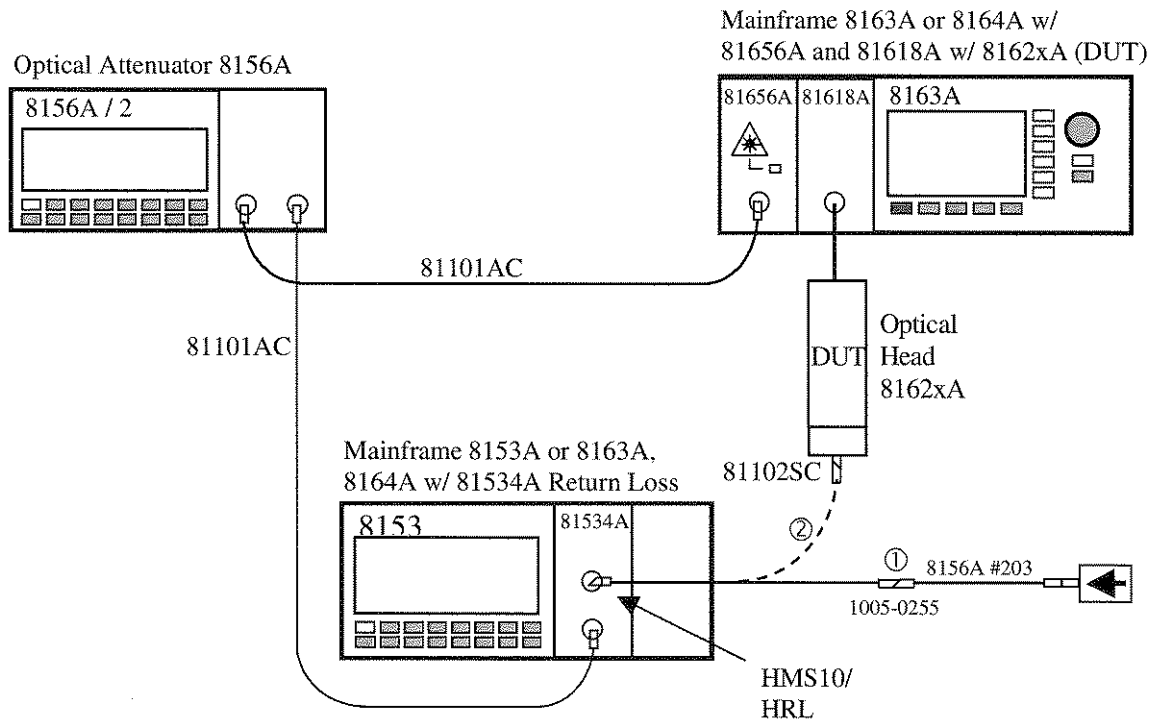 Mainframe 8163A or 8164A w/
81656A and 81618A w/ 8162xA (DUT)
Optical Attenuator 8156A
8156A / 2
81656A
81618A
8163A
81101AC
81101AC
DUT
Optical
Head
8162xA
Mainframe 8153A or 8163A,
8164A w/ 81534A Return Loss
81102SC
8153
81534A
②
①
8156A #203
1005-0255
HMS10/
HRL